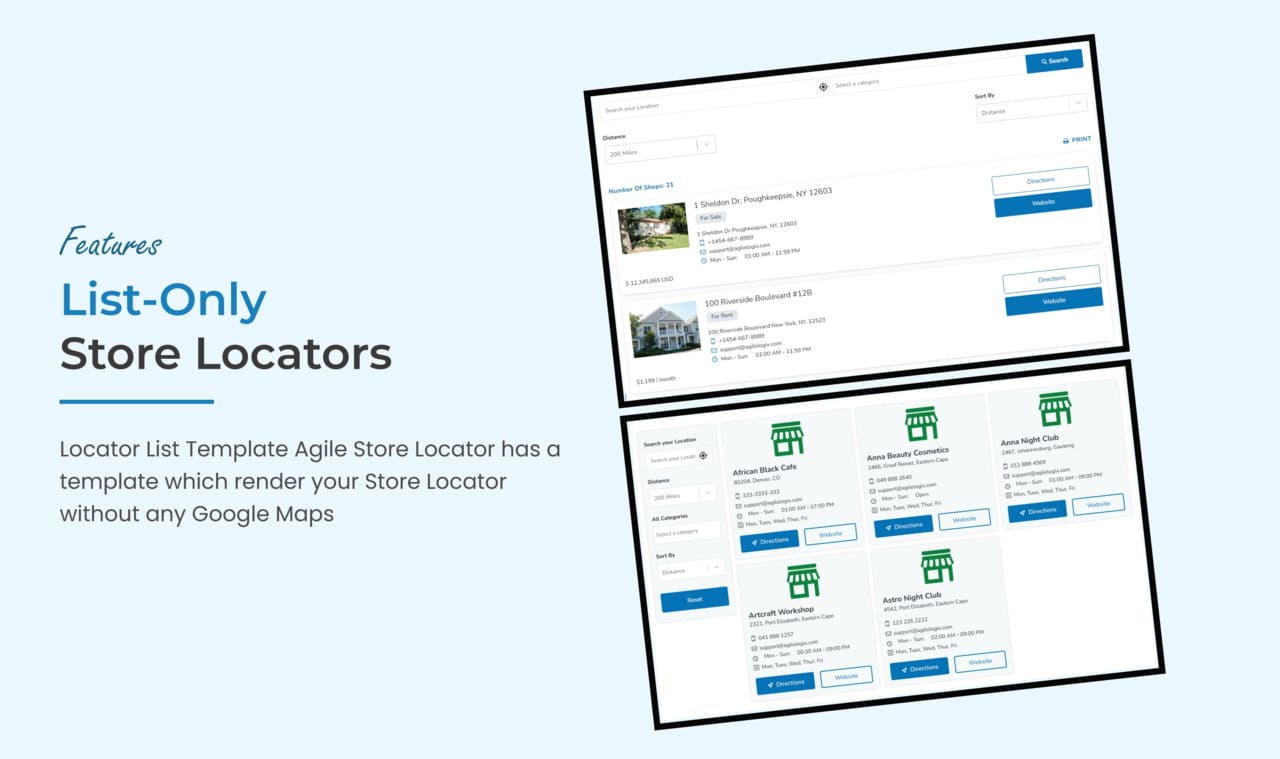 Features
List-Only
Store Locators
Locator List Template Agile Store Locator has a
template which render your Store Locator
without any Google Maps
Search your Location
Select a category
Search
Distance
200 Miles
Sort By
Distance
PRINT
Number Of Shops: 21
1 Sheldon Dr, Poughkeepsie, NY 12603
For Sale
1 Sheldon Dr Poughkeepsie, NY, 12603
+1454-667-8989
support@agilelogix.com
Mon - Sun: 01:00 AM - 11:59 PM
$ 12,345,665 USD
Directions
Website
100 Riverside Boulevard #12B
For Rent
100 Riverside Boulevard New York, NY, 12523
+1454-667-8989
support@agilelogix.com
Mon - Sun: 01:00 AM - 11:59 PM
$1,199 / month
Directions
Website
Search your Location
Search your Locati
Distance
200 Miles
All Categories
Select a category
Sort By
Distance
Reset
African Black Cafe
80204, Denver, CO
333-3333-333
support@agilelogix.com
Mon - Sun: 01:00 AM - 07:00 PM
Mon, Tues, Wed, Thur, Fri
Directions
Website
Anna Beauty Cosmetics
2466, Graaf Reinet, Eastern Cape
049 888 2640
support@agilelogix.com
Mon - Sun: Open
Mon, Tues, Wed, Thur, Fri
Directions
Website
Anna Night Club
2467, Johannesburg, Gauteng
011 888 4569
support@agilelogix.com
Mon - Sun: 01:00 AM - 09:00 PM
Mon, Tues, Wed, Thur, Fri
Directions
Website
Artcraft Workshop
2321, Port Elizabeth, Eastern Cape
041 888 1257
support@agilelogix.com
Mon - Sun: 00:30 AM - 09:00 PM
Mon, Tues, Wed, Thur, Fri
Directions
Website
Astro Night Club
4542, Port Elizabeth, Eastern Cape
123 226 2222
support@agilelogix.com
Mon - Sun: 02:00 AM - 09:00 PM
Mon, Tues, Wed, Thur, Fri
Directions
Website